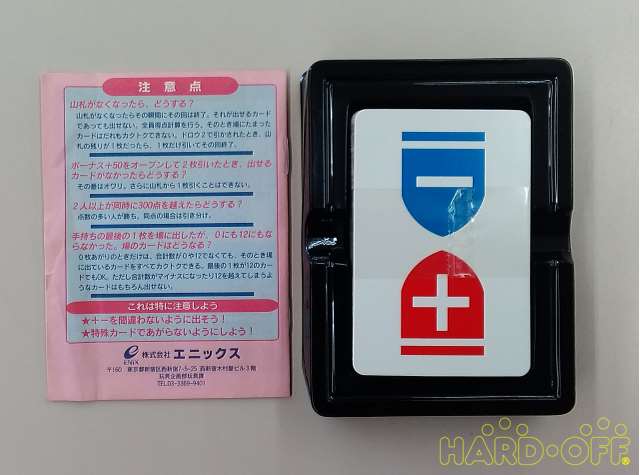 注意点
山札がなくなったら、どうする？
山札がなくなったらその瞬間にその回は終了。それが出せるカード
であっても出せない。全員得点計算を行う。そのとき場にたまった
カードはだれもカクトクできない。ドロウ2で引かされたとき、山
札の残りが1枚だったら、1枚だけ引いてその回終了。
ボーナス+50をオープンして2枚引いたとき、出せる
カードがなかったらどうする？
その番はオワリ。さらに山札から1枚引くことはできない。
2人以上が同時に300点を越えたらどうする？
点数の多い人が勝ち、同点の場合は引き分け。
手持ちの最後の1枚を場に出したが、0にも12にもな
らなかった。場のカードはどうなる？
0枚あがりのときだけは、合計数が0や12でなくても、そのとき場
に出ているカードをすべてカクトクできる。最後の1枚が12のカー
ドでもOK。ただし合計数がマイナスになったり12を越えてしまうよ
うなカードはもちろん出せない。
これは特に注意しよう
★+−を間違わないように出そう！
★特殊カードであがらないようにしよう！
ENIX 株式会社 エニックス
〒160 東京都新宿区西新宿7-5-25 西新宿木村屋ビル3階
玩具企画部玩具課
TEL03-3369-9401
HARD・OFF